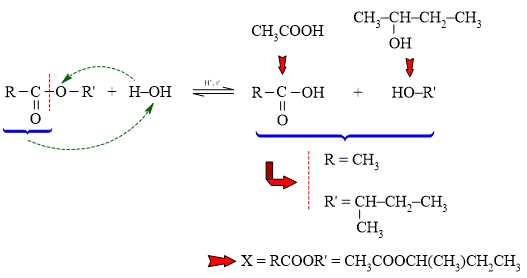 CH₃COOH
CH₃–CH–CH₂–CH₃
OH
R–C–O–R' + H–OH ⇌ R–C–OH + HO–R'
O
O
R = CH₃
R' = CH–CH₂–CH₃
CH₃
X = RCOOR' = CH₃COOCH(CH₃)CH₂CH₃